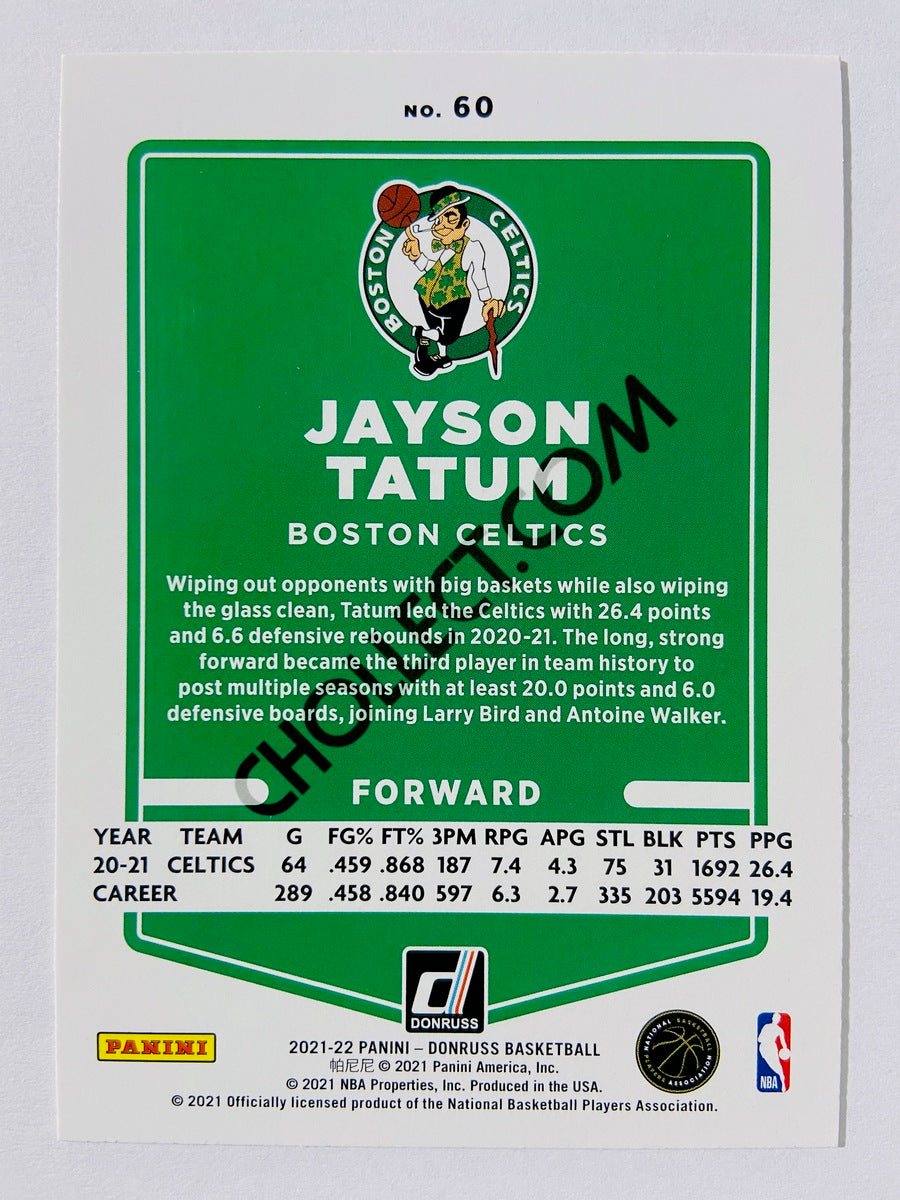 NO. 60
BOSTON CELTICS
JAYSON
TATUM
BOSTON CELTICS
Wiping out opponents with big baskets while also wiping
the glass clean, Tatum led the Celtics with 26.4 points
and 6.6 defensive rebounds in 2020-21. The long, strong
forward became the third player in team history to
post multiple seasons with at least 20.0 points and 6.0
defensive boards, joining Larry Bird and Antoine Walker.
CHOLLECT.COM
FORWARD
YEAR TEAM G FG% FT% 3PM RPG APG STL BLK PTS PPG
20-21 CELTICS 64 .459 .868 187 7.4 4.3 75 31 1692 26.4
CAREER 289 .458 .840 597 6.3 2.7 335 203 5594 19.4
d
DONRUSS
PANINI
2021-22 PANINI – DONRUSS BASKETBALL
帕尼尼 © 2021 Panini America, Inc.
© 2021 NBA Properties, Inc. Produced in the USA.
© 2021 Officially licensed product of the National Basketball Players Association.
NATIONAL BASKETBALL PLAYERS ASSOCIATION
NBA